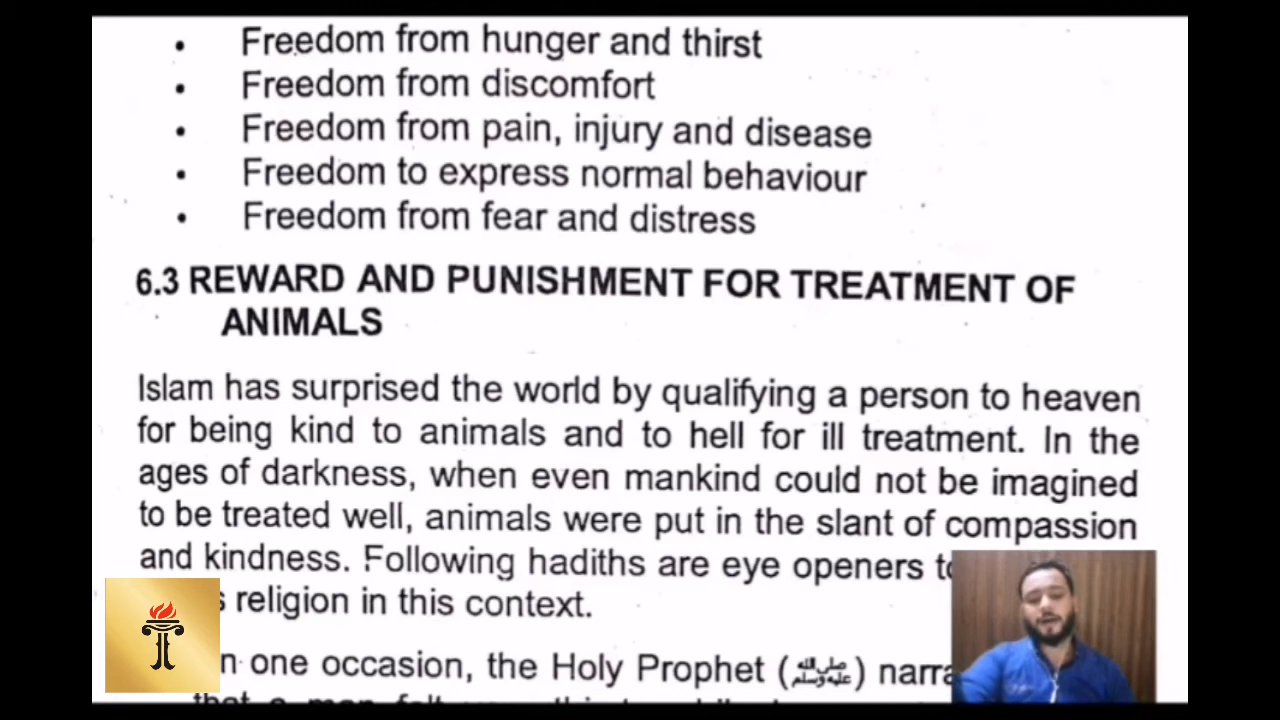 • Freedom from hunger and thirst
• Freedom from discomfort
• Freedom from pain, injury and disease
• Freedom to express normal behaviour
• Freedom from fear and distress
6.3 REWARD AND PUNISHMENT FOR TREATMENT OF
ANIMALS
Islam has surprised the world by qualifying a person to heaven
for being kind to animals and to hell for ill treatment. In the
ages of darkness, when even mankind could not be imagined
to be treated well, animals were put in the slant of compassion
and kindness. Following hadiths are eye openers
religion in this context.
one occasion, the Holy Prophet (ﷺ)
that a man